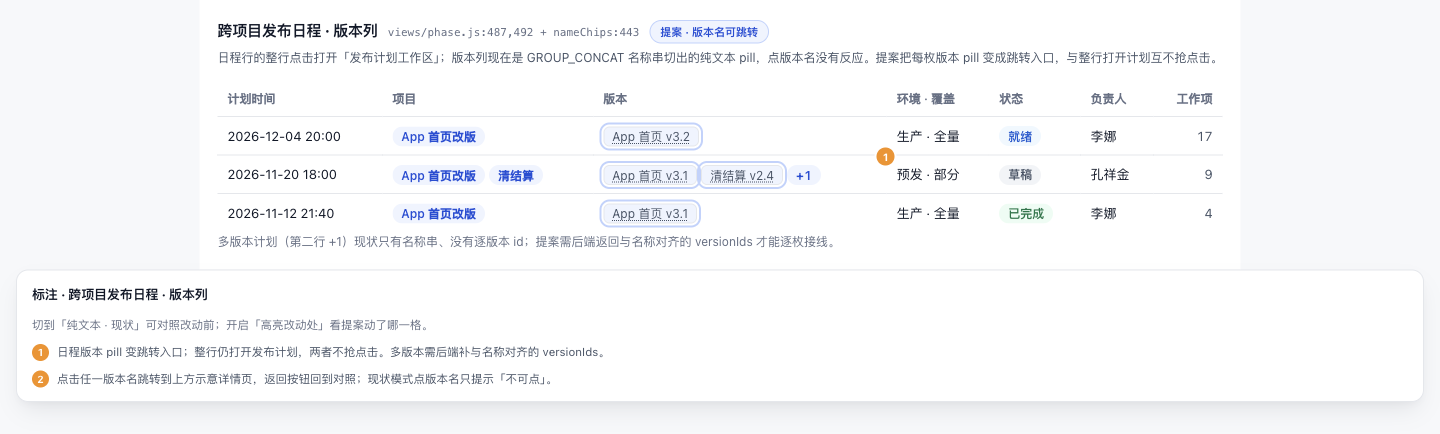 跨项目发布日程 · 版本列 views/phase.js:487,492 + nameChips:443 提案 · 版本名可跳转
日程行的整行点击打开「发布计划工作区」；版本列现在是 GROUP_CONCAT 名称串切出的纯文本 pill，点版本名没有反应。提案把每枚版本 pill 变成跳转入口，与整行打开计划互不抢点击。
计划时间 项目 版本 环境 · 覆盖 状态 负责人 工作项
2026-12-04 20:00 App 首页改版 App 首页 v3.2 生产 · 全量 就绪 李娜 17
1
2026-11-20 18:00 App 首页改版 清结算 App 首页 v3.1 清结算 v2.4 +1 预发 · 部分 草稿 孔祥金 9
2026-11-12 21:40 App 首页改版 App 首页 v3.1 生产 · 全量 已完成 李娜 4
多版本计划（第二行 +1）现状只有名称串、没有逐版本 id；提案需后端返回与名称对齐的 versionIds 才能逐枚接线。
标注 · 跨项目发布日程 · 版本列
切到「纯文本 · 现状」可对照改动前；开启「高亮改动处」看提案动了哪一格。
1 日程版本 pill 变跳转入口；整行仍打开发布计划，两者不抢点击。多版本需后端补与名称对齐的 versionIds。
2 点击任一版本名跳转到上方示意详情页，返回按钮回到对照；现状模式点版本名只提示「不可点」。